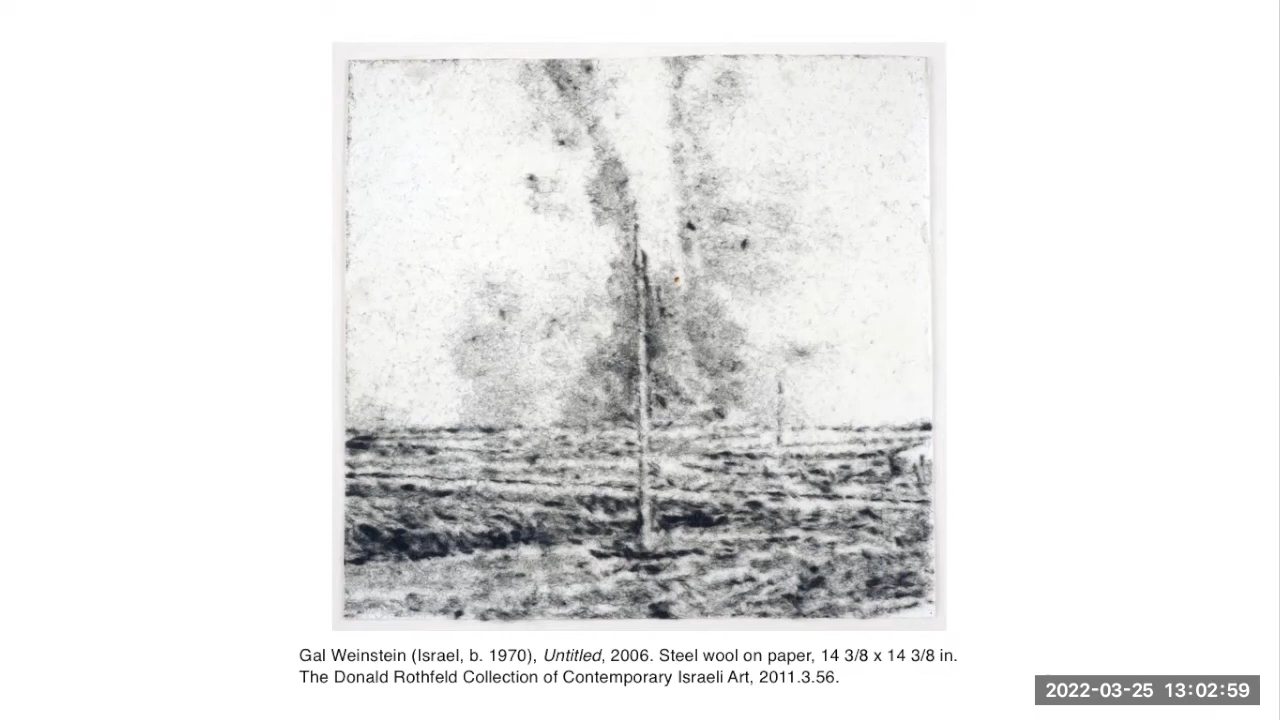 Gal Weinstein (Israel, b. 1970), Untitled, 2006. Steel wool on paper, 14 3/8 x 14 3/8 in.
The Donald Rothfeld Collection of Contemporary Israeli Art, 2011.3.56.
2022-03-25 13:02:59